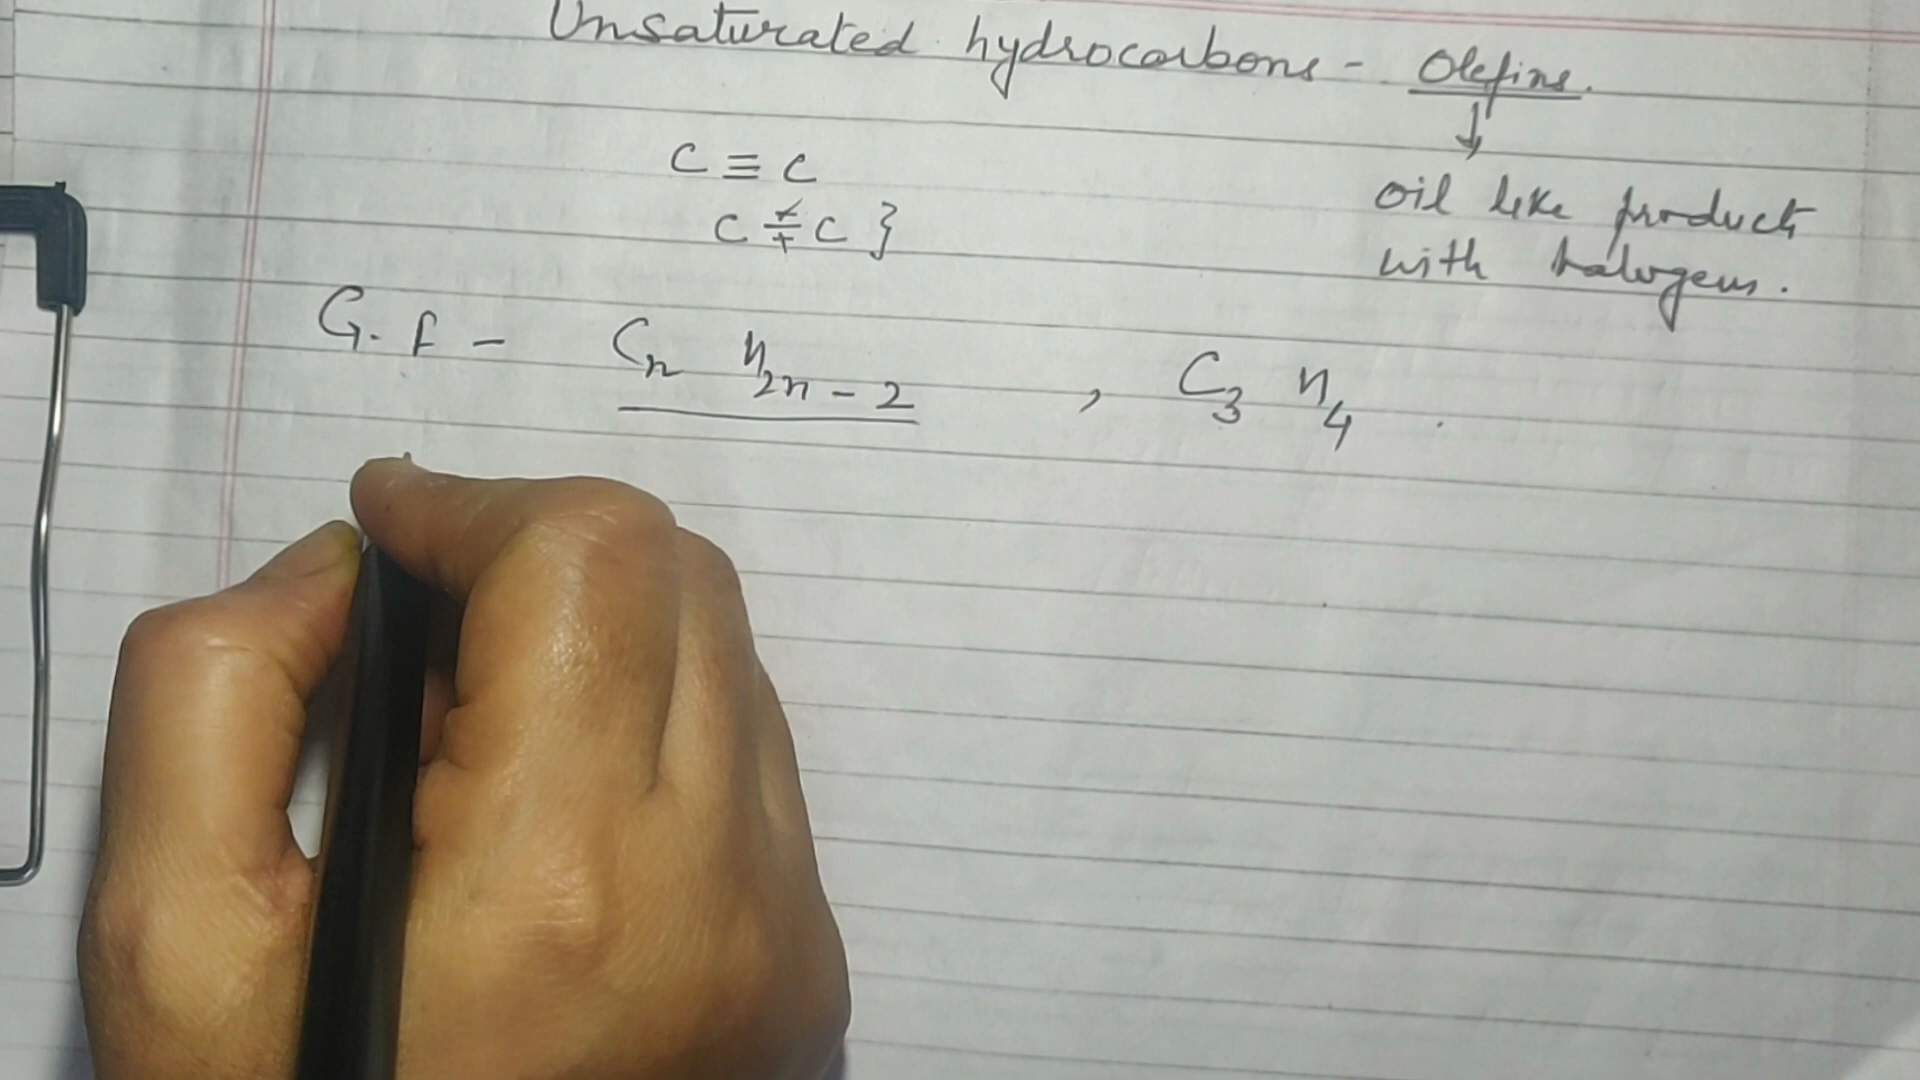 Unsaturated hydrocarbons - Olefins.
↓
C ≡ C
oil like product
C ≡ C }
with halogens.
G.f - CnH2n-2 , C3H4.